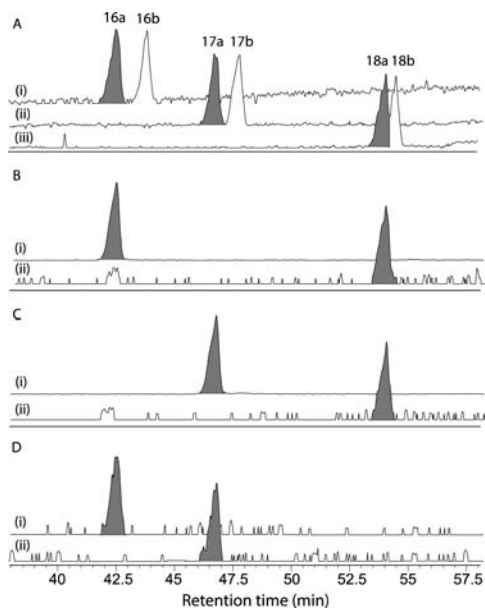 A
16a 16b 17a 17b 18a 18b
(i)
(ii)
(iii)
B
(i)
(ii)
C
(i)
(ii)
D
(i)
(ii)
40 42.5 45 47.5 50 52.5 55 57.5
Retention time (min)